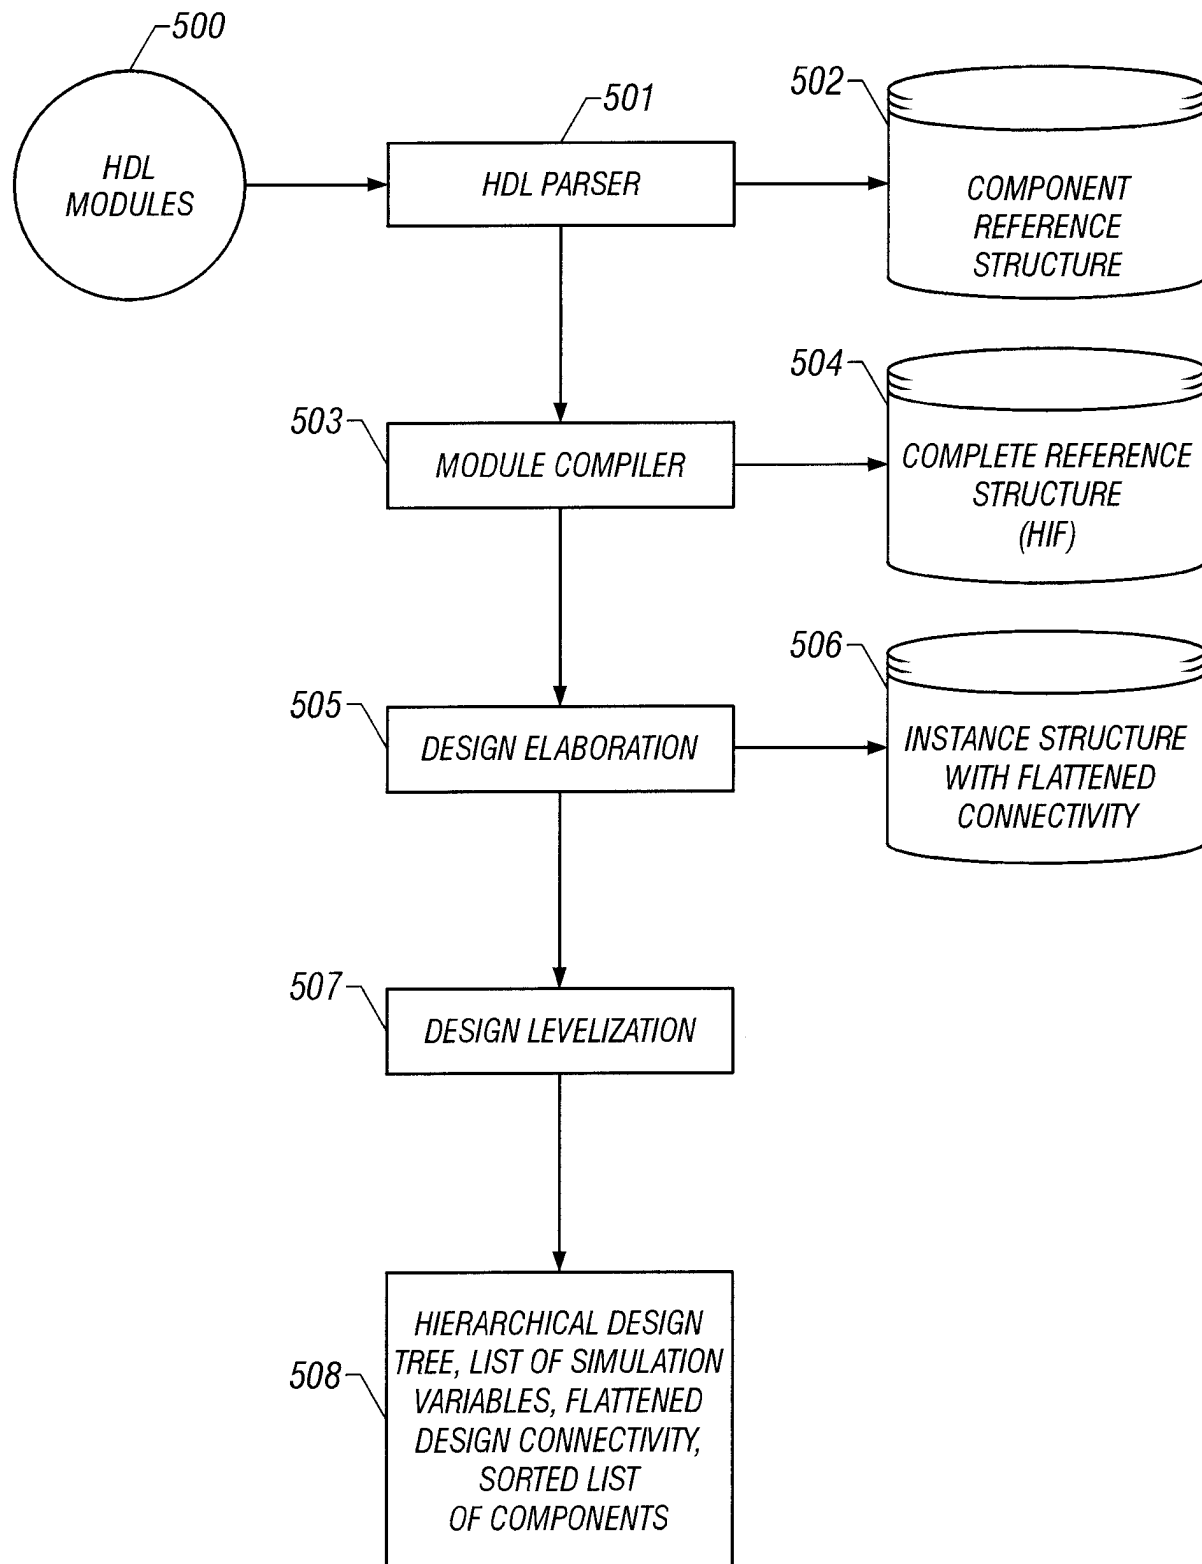 500
HDL
MODULES
501
HDL PARSER
502
COMPONENT
REFERENCE
STRUCTURE
503
MODULE COMPILER
504
COMPLETE REFERENCE
STRUCTURE
(HIF)
505
DESIGN ELABORATION
506
INSTANCE STRUCTURE
WITH FLATTENED
CONNECTIVITY
507
DESIGN LEVELIZATION
508
HIERARCHICAL DESIGN
TREE, LIST OF SIMULATION
VARIABLES, FLATTENED
DESIGN CONNECTIVITY,
SORTED LIST
OF COMPONENTS